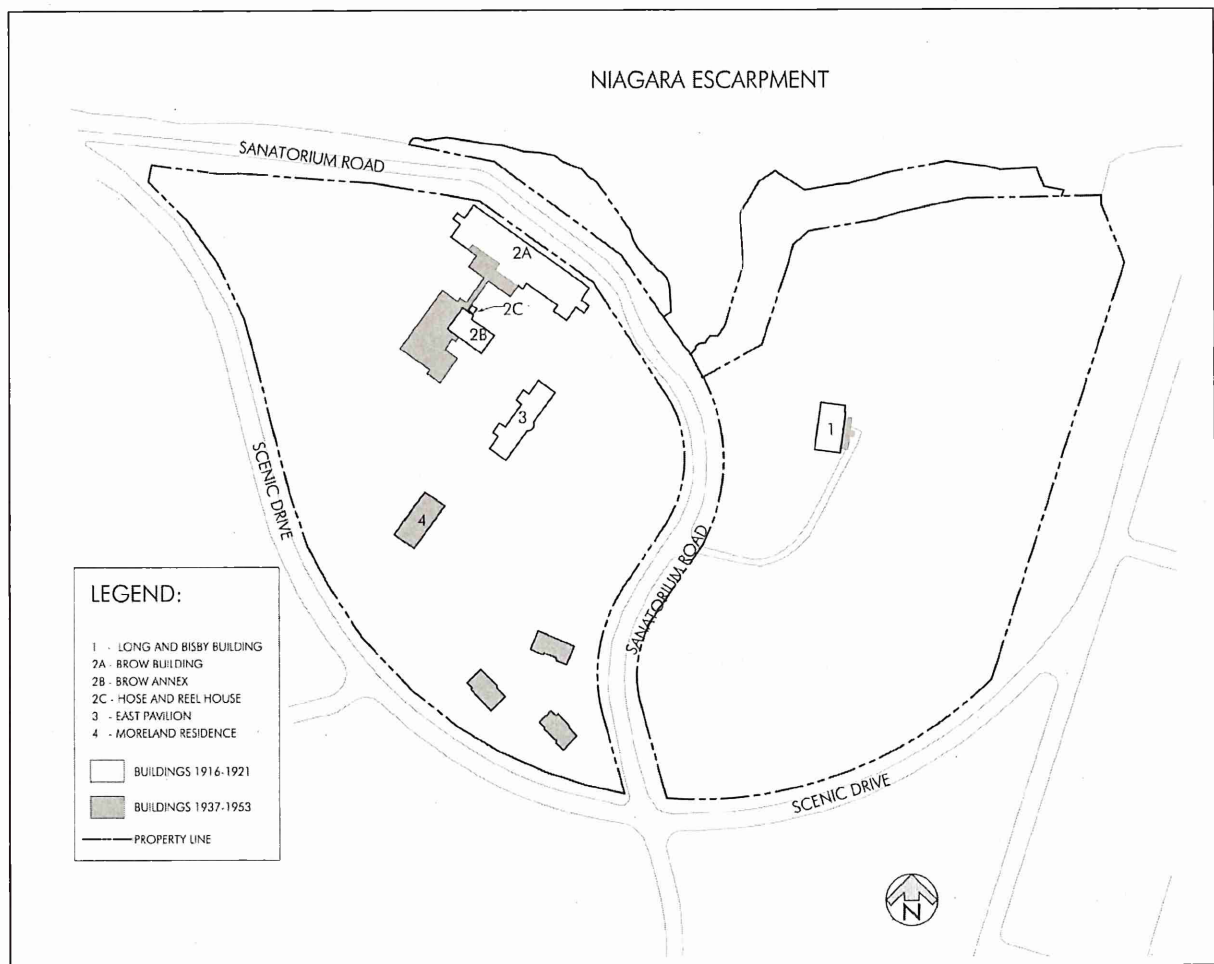 NIAGARA ESCARPMENT
SANATORIUM ROAD
2A
2C
2B
3
1
4
SCENIC DRIVE
SANATORIUM ROAD
SCENIC DRIVE
LEGEND:
1 - LONG AND BISBY BUILDING
2A - BROW BUILDING
2B - BROW ANNEX
2C - HOSE AND REEL HOUSE
3 - EAST PAVILION
4 - MORELAND RESIDENCE
BUILDINGS 1916-1921
BUILDINGS 1937-1953
PROPERTY LINE
N